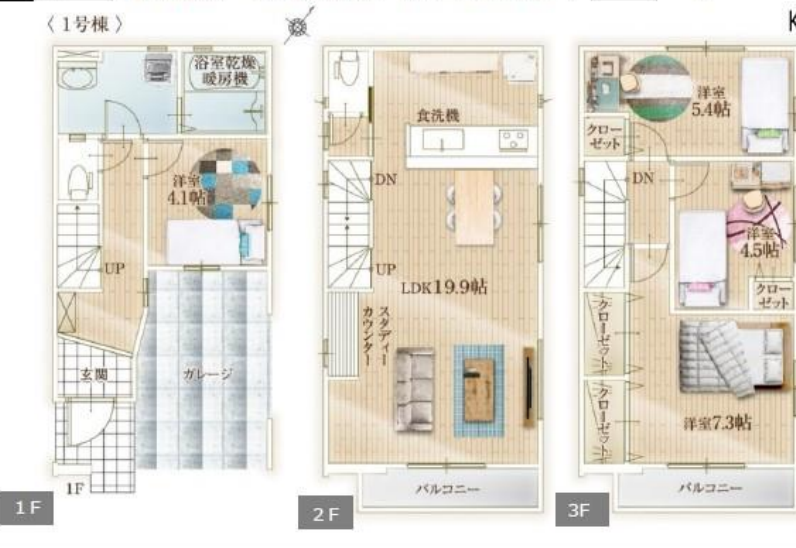 〈 1号棟 〉
K
浴室乾燥
暖房機
洋室
4.1帖
UP
玄関
ガレージ
1F
1F
食洗機
DN
UP
LDK19.9帖
スタディー
カウンター
バルコニー
2F
洋室
5.4帖
クロー
ゼット
DN
洋室
4.5帖
クロー
ゼット
クローゼット
クローゼット
洋室7.3帖
バルコニー
3F